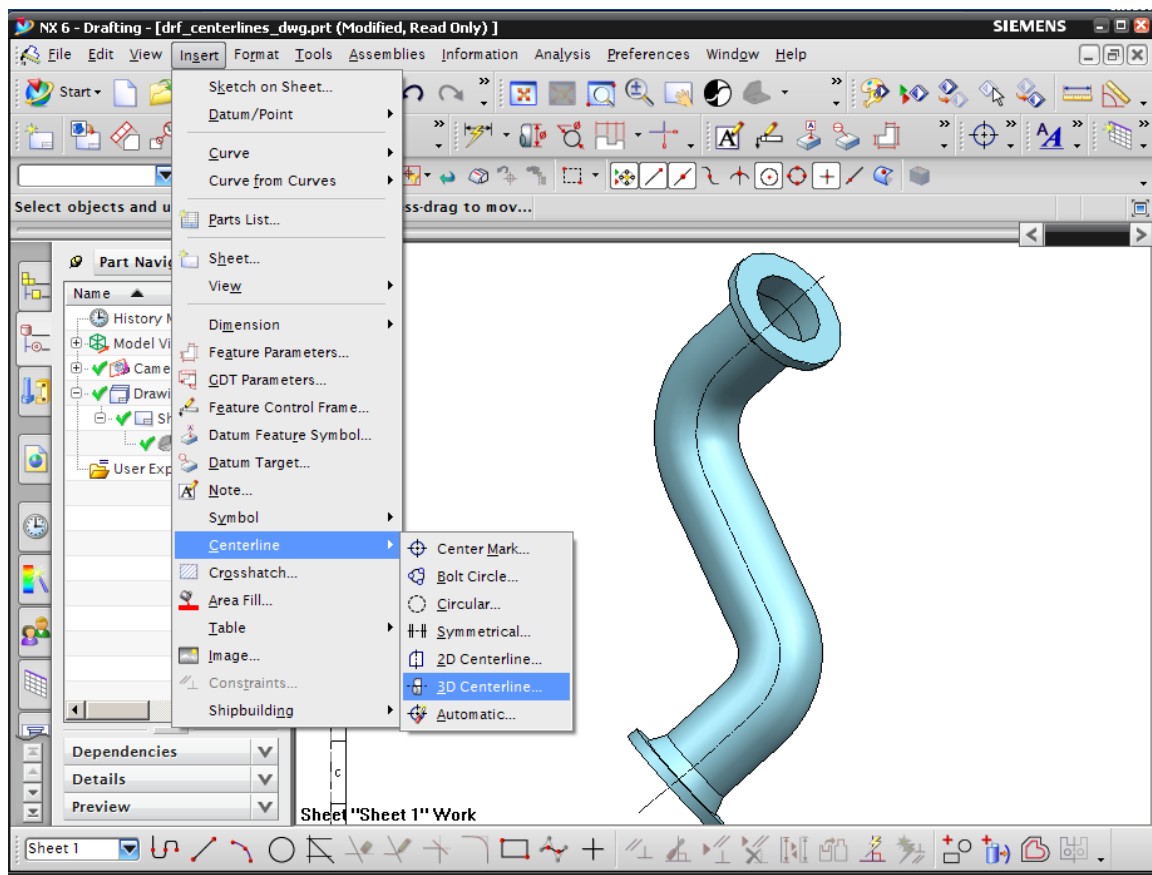 NX 6 - Drafting - [drf_centerlines_dwg.prt (Modified, Read Only) ]
SIEMENS
File Edit View Insert Format Tools Assemblies Information Analysis Preferences Window Help
Start
Select objects and u
ss-drag to mov...
Sketch on Sheet...
Datum/Point
Curve
Curve from Curves
Parts List...
Sheet...
View
Dimension
Feature Parameters...
GDT Parameters...
Feature Control Frame...
Datum Feature Symbol...
Datum Target...
Note...
Symbol
Centerline
Crosshatch...
Area Fill...
Table
Image...
Constraints...
Shipbuilding
Center Mark...
Bolt Circle...
Circular...
Symmetrical...
2D Centerline...
3D Centerline...
Automatic...
Part Navig
Name
History M
Model Vi
Came
Drawi
Sh
User Exp
Dependencies
Details
Preview
C
Sheet "Sheet 1" Work
Sheet 1